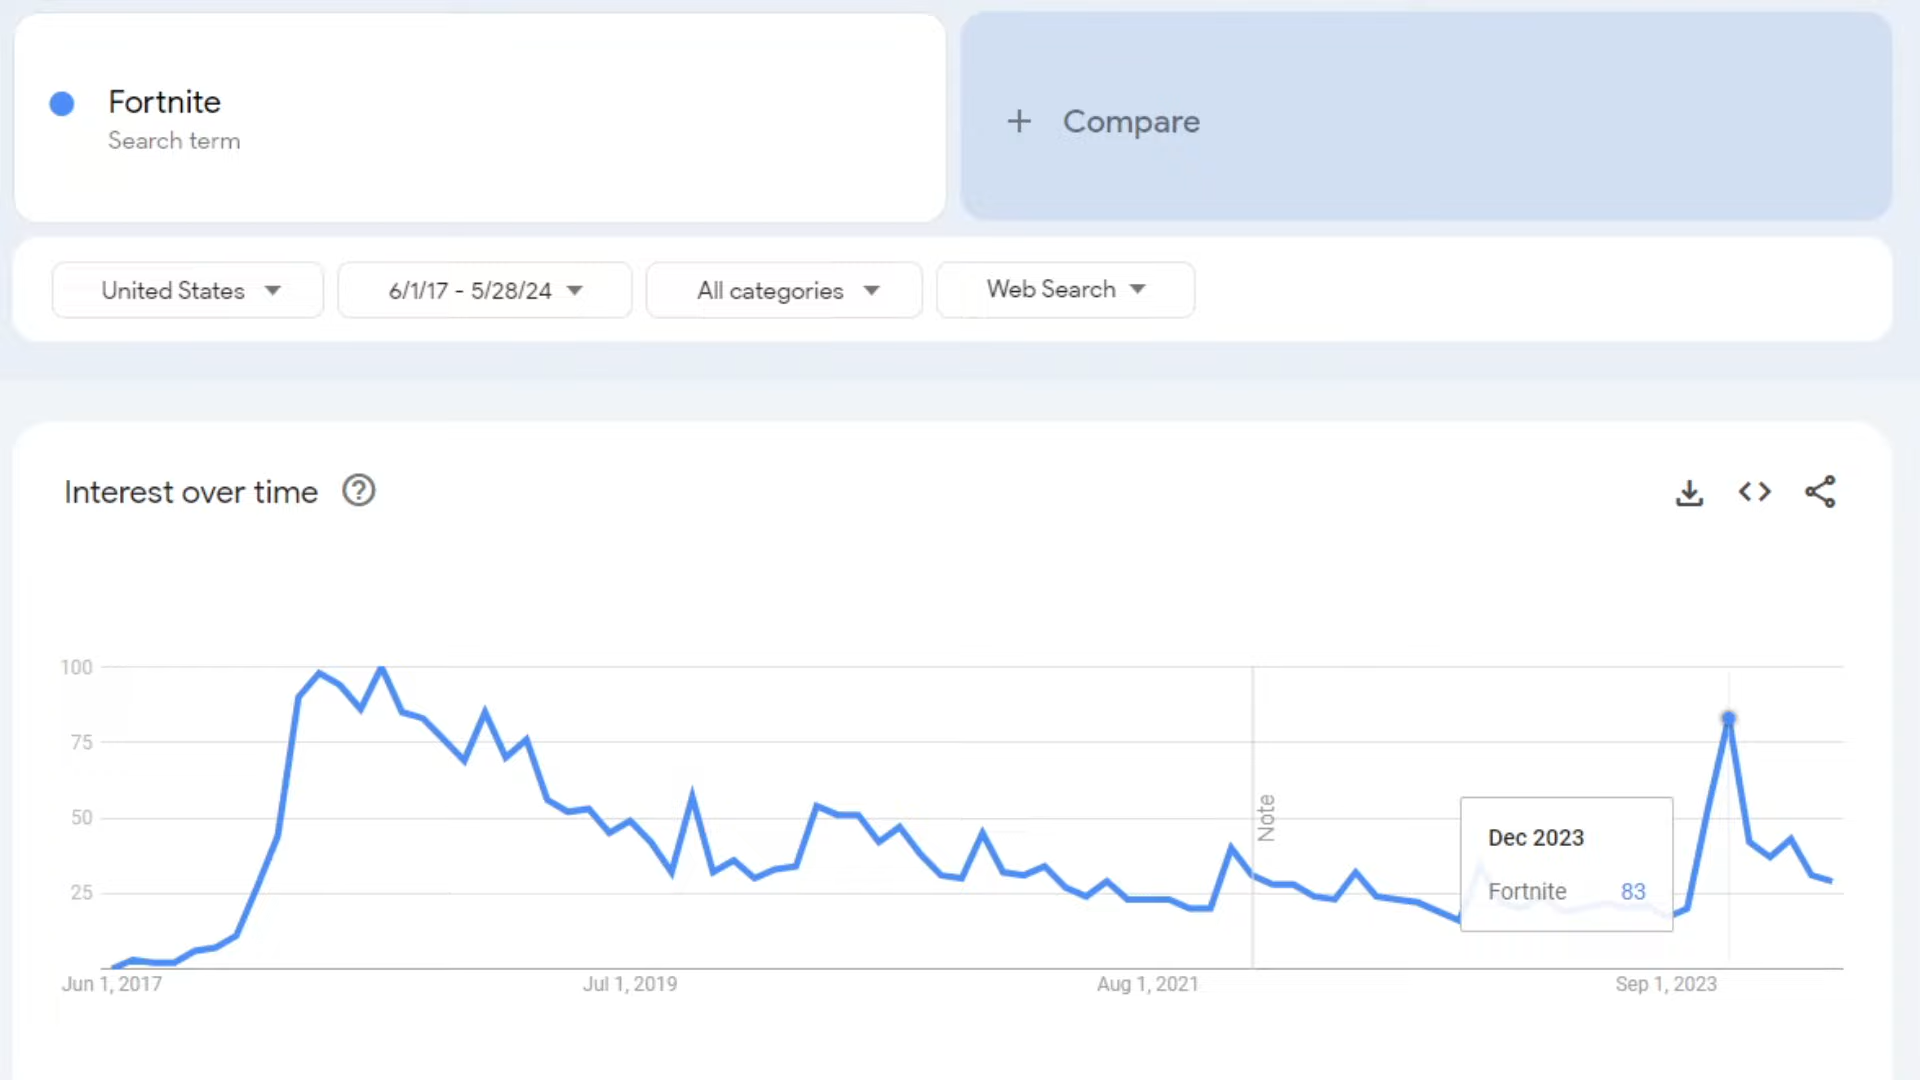 Fortnite
Search term
+ Compare
United States
6/1/17 - 5/28/24
All categories
Web Search
Interest over time
100
75
50
25
Note
Dec 2023
Fortnite 83
Jun 1, 2017
Jul 1, 2019
Aug 1, 2021
Sep 1, 2023